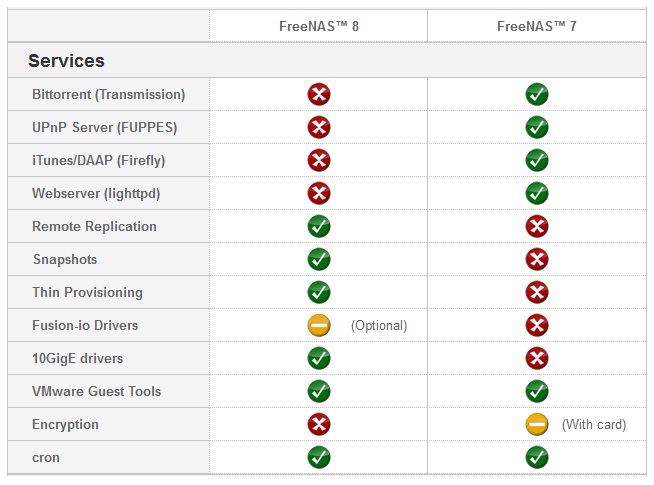 FreeNAS™ 8 FreeNAS™ 7
Services
Bittorrent (Transmission)
UPnP Server (FUPPES)
iTunes/DAAP (Firefly)
Webserver (lighttpd)
Remote Replication
Snapshots
Thin Provisioning
Fusion-io Drivers (Optional)
10GigE drivers
VMware Guest Tools
Encryption (With card)
cron